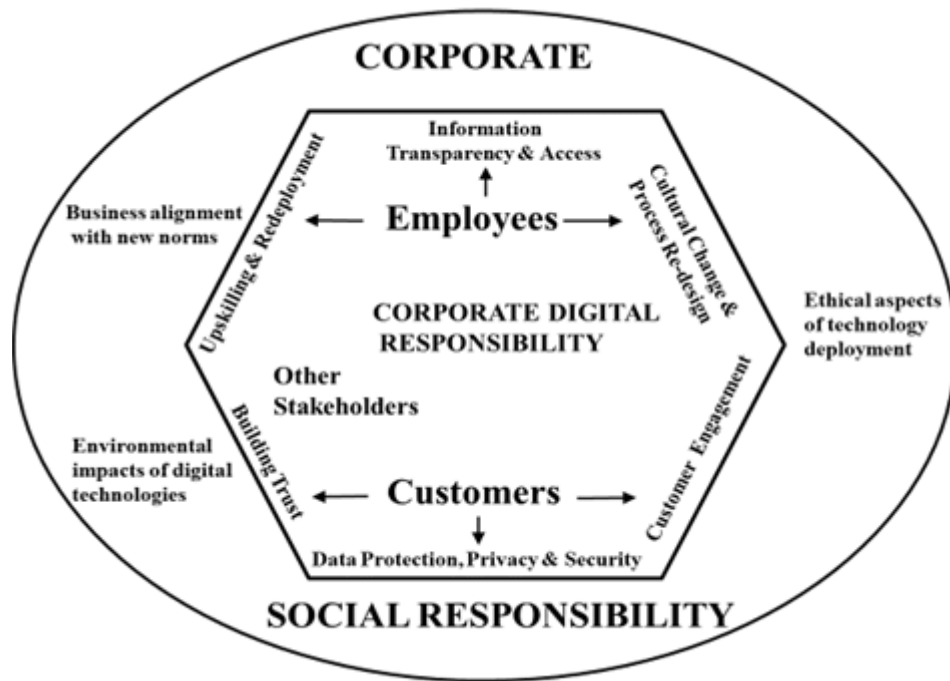 CORPORATE
Information
Transparency & Access
Upskilling & Redeployment
Cultural Change &
Process Re-design
Business alignment
with new norms
Employees
CORPORATE DIGITAL
RESPONSIBILITY
Ethical aspects
of technology
deployment
Other
Stakeholders
Building Trust
Customer Engagement
Environmental
impacts of digital
technologies
Customers
Data Protection, Privacy & Security
SOCIAL RESPONSIBILITY